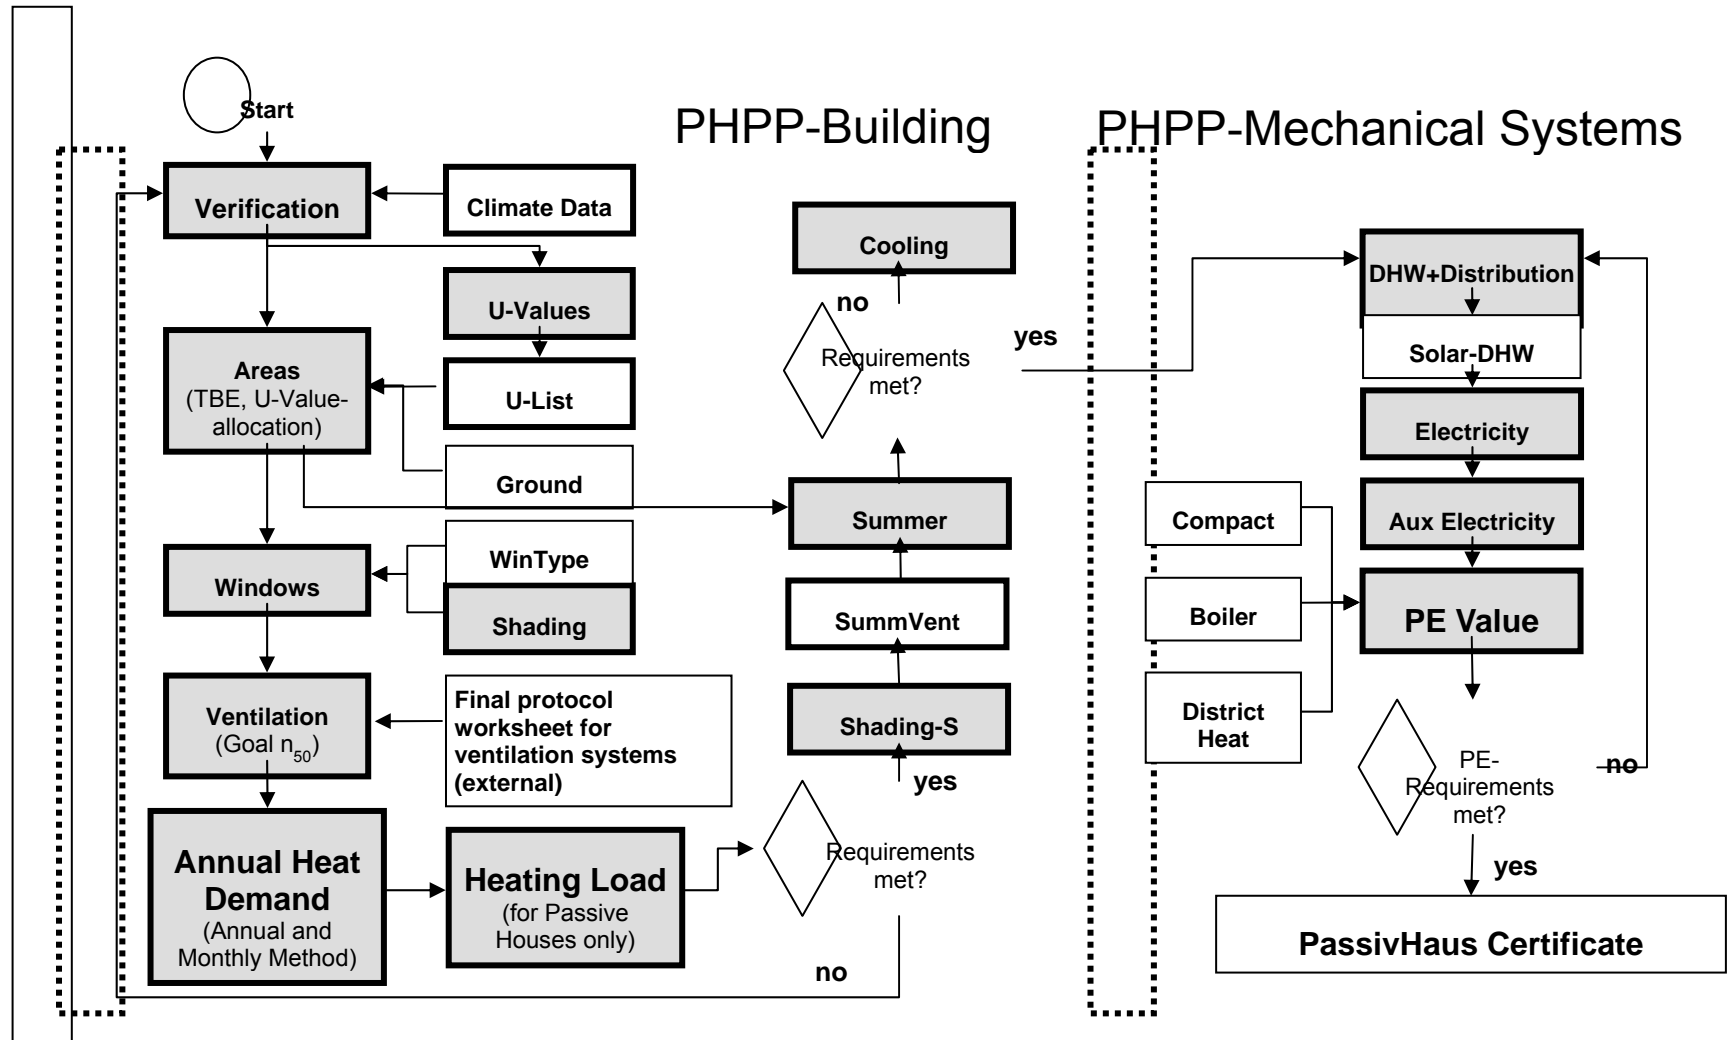 Start
PHPP-Building
PHPP-Mechanical Systems
Verification
Climate Data
U-Values
Areas
(TBE, U-Value-
allocation)
U-List
Ground
Windows
WinType
Shading
Ventilation
(Goal n50)
Final protocol
worksheet for
ventilation systems
(external)
Annual Heat
Demand
(Annual and
Monthly Method)
Heating Load
(for Passive
Houses only)
Requirements
met?
no
yes
Shading-S
SummVent
Summer
Requirements
met?
no
Cooling
yes
DHW+Distribution
Solar-DHW
Electricity
Aux Electricity
Compact
Boiler
District
Heat
PE Value
PE-
Requirements
met?
no
yes
PassivHaus Certificate